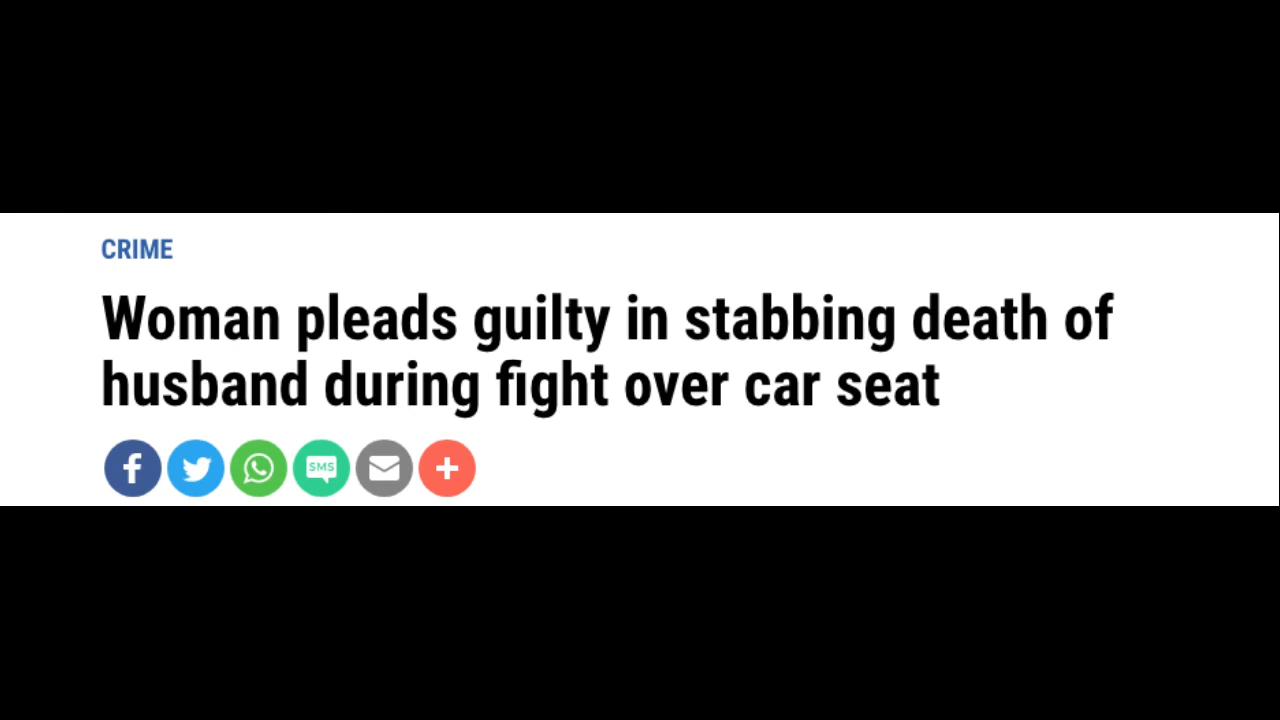 CRIME
Woman pleads guilty in stabbing death of
husband during fight over car seat
SMS